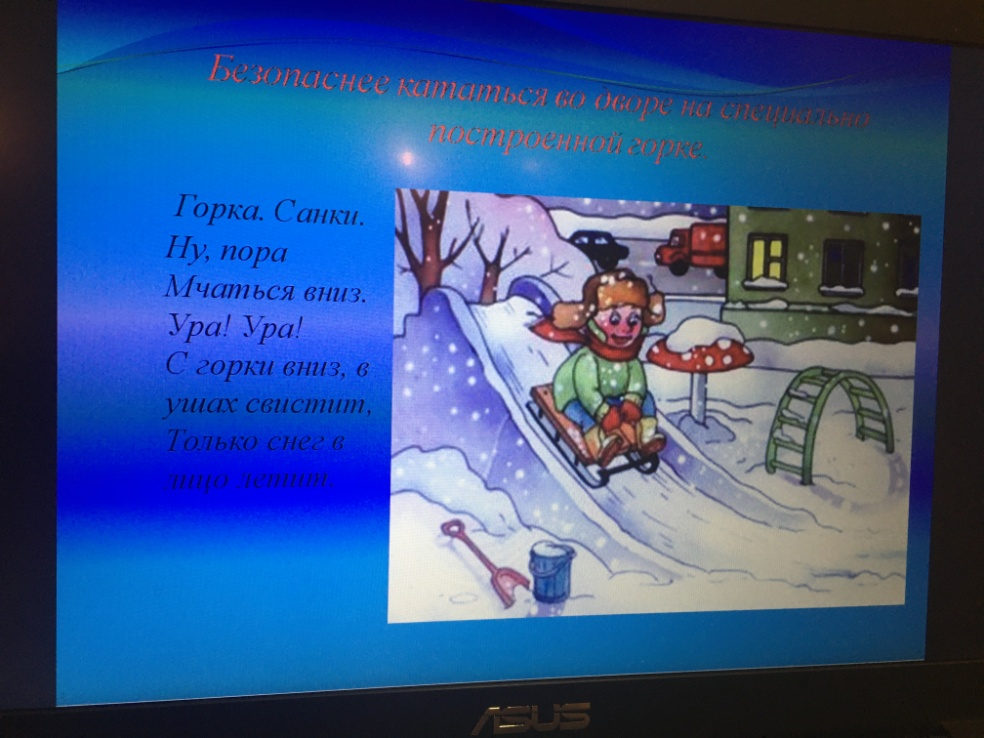 Безопаснее кататься во дворе на специально
построенной горке.
Горка. Санки.
Ну, пора
Мчаться вниз.
Ура! Ура!
С горки вниз, в
ушах свистит,
Только снег в
лицо летит.
ASUS